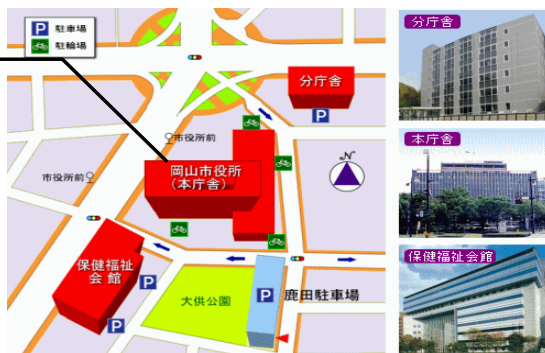 P 駐車場
駐輪場
分庁舎
P
市役所前
岡山市役所
(本庁舎)
N
市役所前
保健福祉
会館
P
P
大供公園
P
鹿田駐車場
分庁舎
本庁舎
保健福祉会館